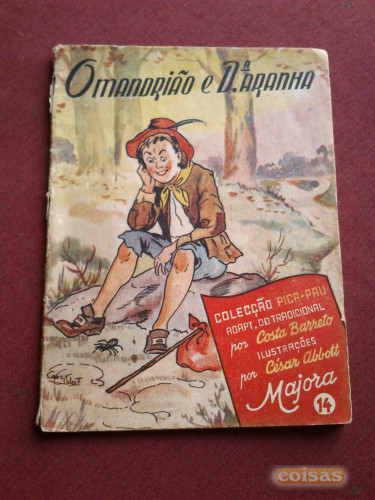 O mandrião e D.ª Aranha
COLECÇÃO PICA-PAU
ADAPT. DO TRADICIONAL
por Costa Barreto
ILUSTRAÇÕES
por César Abbott
Majora
14
coisas